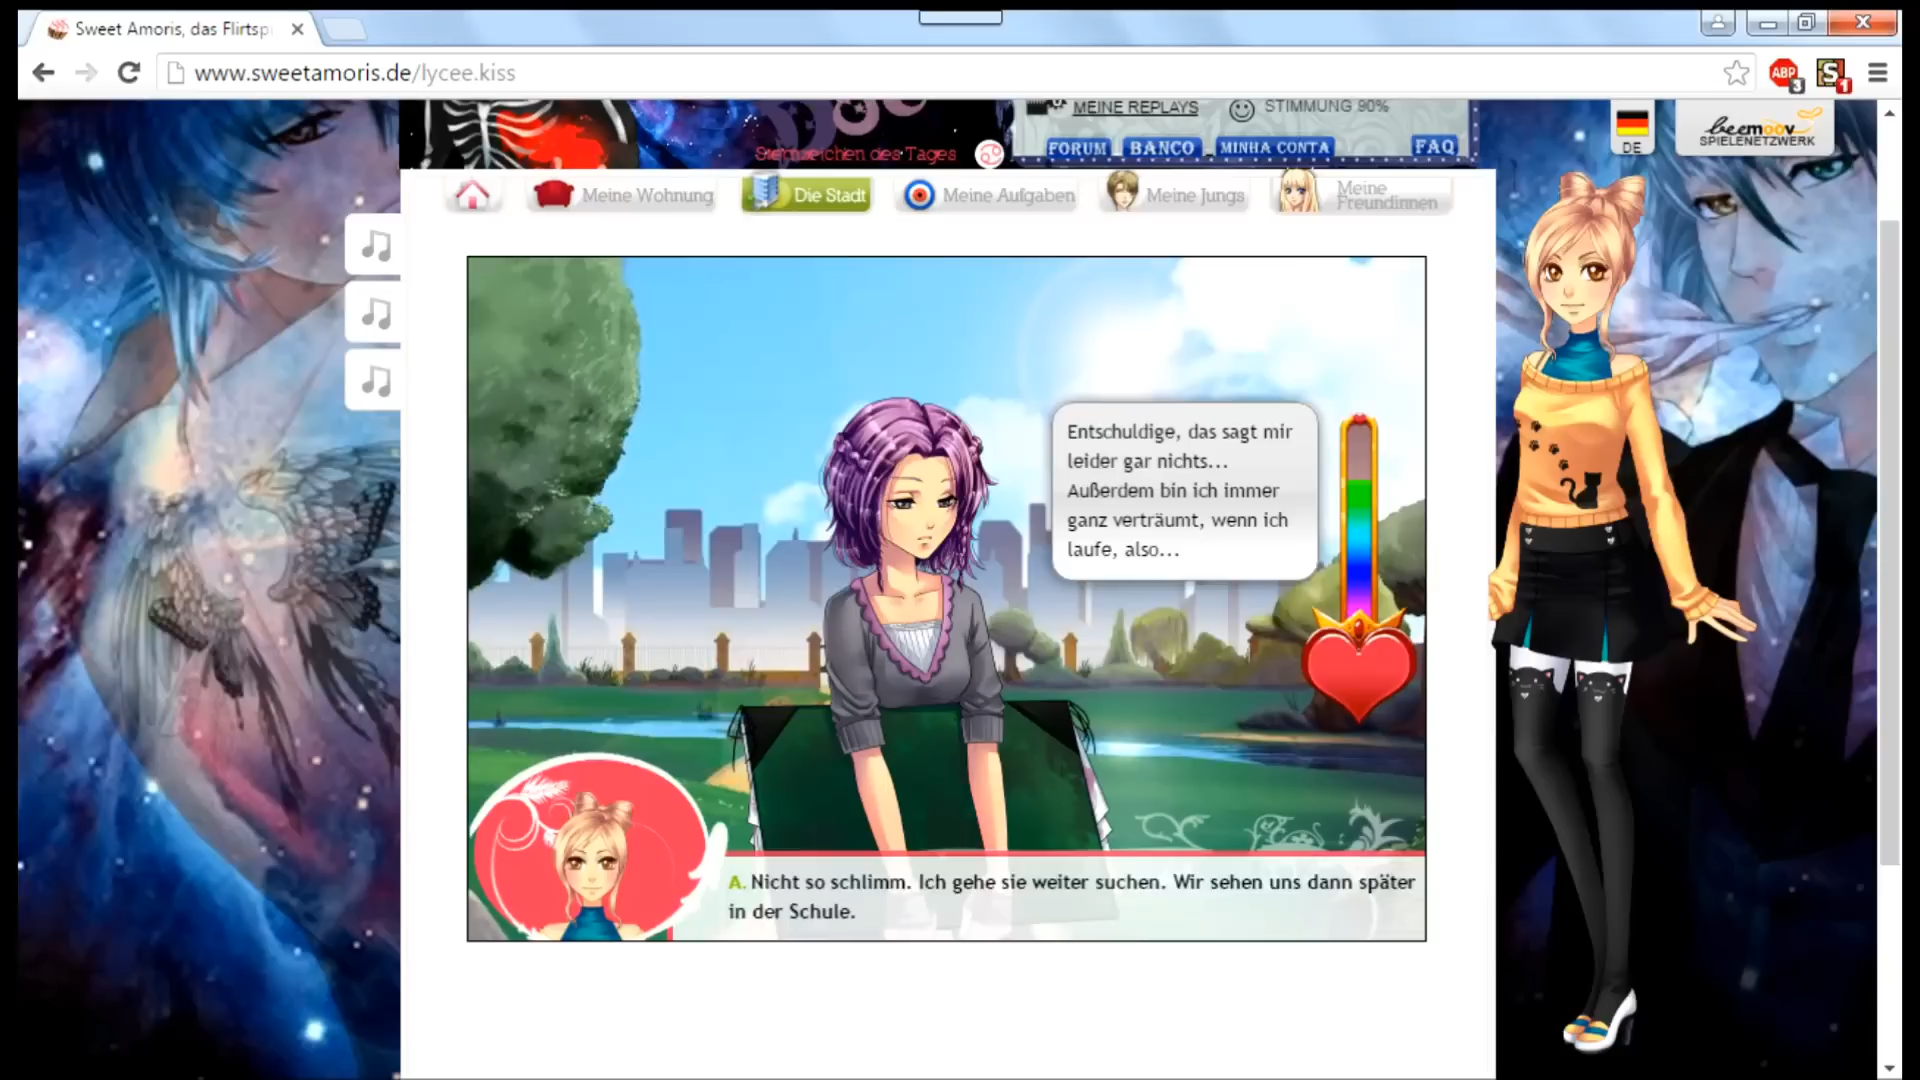 Sweet Amoris, das Flirtsp
www.sweetamoris.de/lycee.kiss
ABP
3
S
1
MEINE REPLAYS
STIMMUNG 90%
Sternzeichen des Tages
FORUM
BANCO
MINHA CONTA
FAQ
DE
beemoov
SPIELENETZWERK
Meine Wohnung
Die Stadt
Meine Aufgaben
Meine Jungs
Meine
Freundinnen
Entschuldige, das sagt mir
leider gar nichts...
Außerdem bin ich immer
ganz verträumt, wenn ich
laufe, also...
A. Nicht so schlimm. Ich gehe sie weiter suchen. Wir sehen uns dann später
in der Schule.